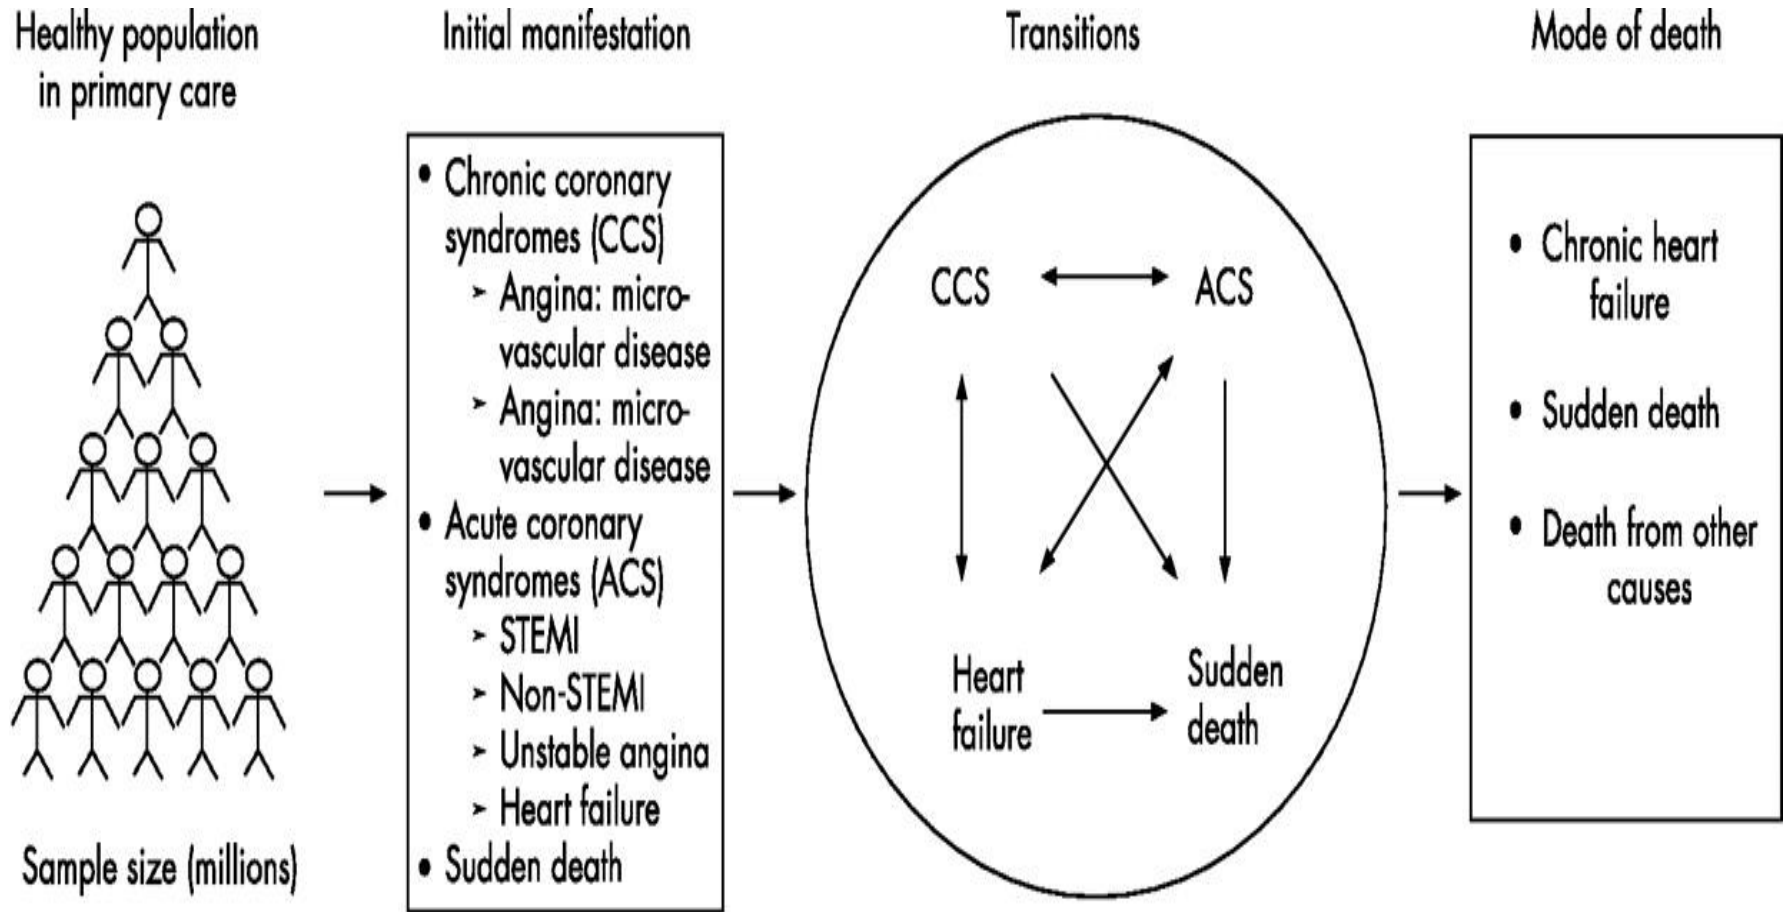 Healthy population
in primary care
Initial manifestation
Transitions
Mode of death
Sample size (millions)
• Chronic coronary
syndromes (CCS)
➢ Angina: micro-
vascular disease
➢ Angina: micro-
vascular disease
• Acute coronary
syndromes (ACS)
➢ STEMI
➢ Non-STEMI
➢ Unstable angina
➢ Heart failure
• Sudden death
CCS
ACS
Heart
failure
Sudden
death
• Chronic heart
failure
• Sudden death
• Death from other
causes